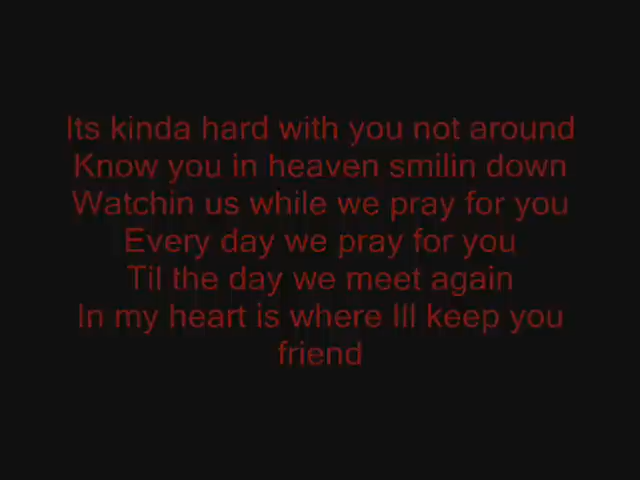 Its kinda hard with you not around
Know you in heaven smilin down
Watchin us while we pray for you
Every day we pray for you
Til the day we meet again
In my heart is where Ill keep you
friend